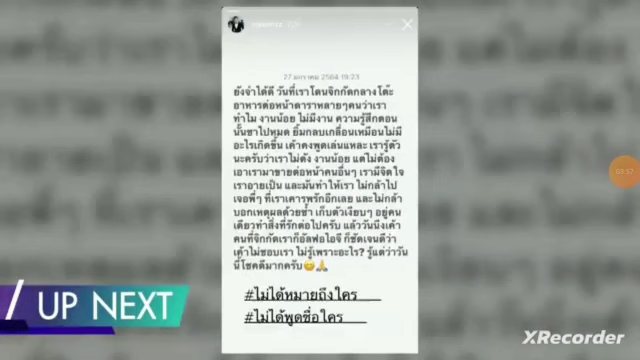 27 มกราคม 2564 19:23
ยังจำได้ดี วันที่เราโดนจิกกัดกลางโต๊ะ
อาหารต่อหน้าดาราหลายๆคนว่าเรา
ทำไม งานน้อย ไม่มีงาน ความรู้สึกตอน
นั้นชาไปหมด ยิ้มกลบเกลื่อนเหมือนไม่มี
อะไรเกิดขึ้น เค้าคงพูดเล่นแหละ เรารู้ตัว
นะครับว่าเราไม่ดัง งานน้อย แต่ไม่ต้อง
เอาเรามาขายต่อหน้าคนอื่นๆ เรามีจิตใจ
เราอายเป็น และมันทำให้เรา ไม่กล้าไป
เจอพี่ๆ ที่เราเคารพรักอีกเลย และไม่กล้า
บอกเหตุผลด้วยซ้ำ เก็บตัวเงียบๆ อยู่คน
เดียวทำสิ่งที่รักต่อไปครับ แล้ววันนึงเค้า
คนที่จิกกัดเราก็อัลฟอไอจี ก็ชัดเจนดีว่า
เค้าไม่ชอบเรา ไม่รู้เพราะอะไร? รู้แต่ว่าวัน
นี้โชคดีมากครับ😋🙏
#ไม่ได้หมายถึงใคร
#ไม่ได้พูดชื่อใคร
/ UP NEXT
03:57
XRecorder